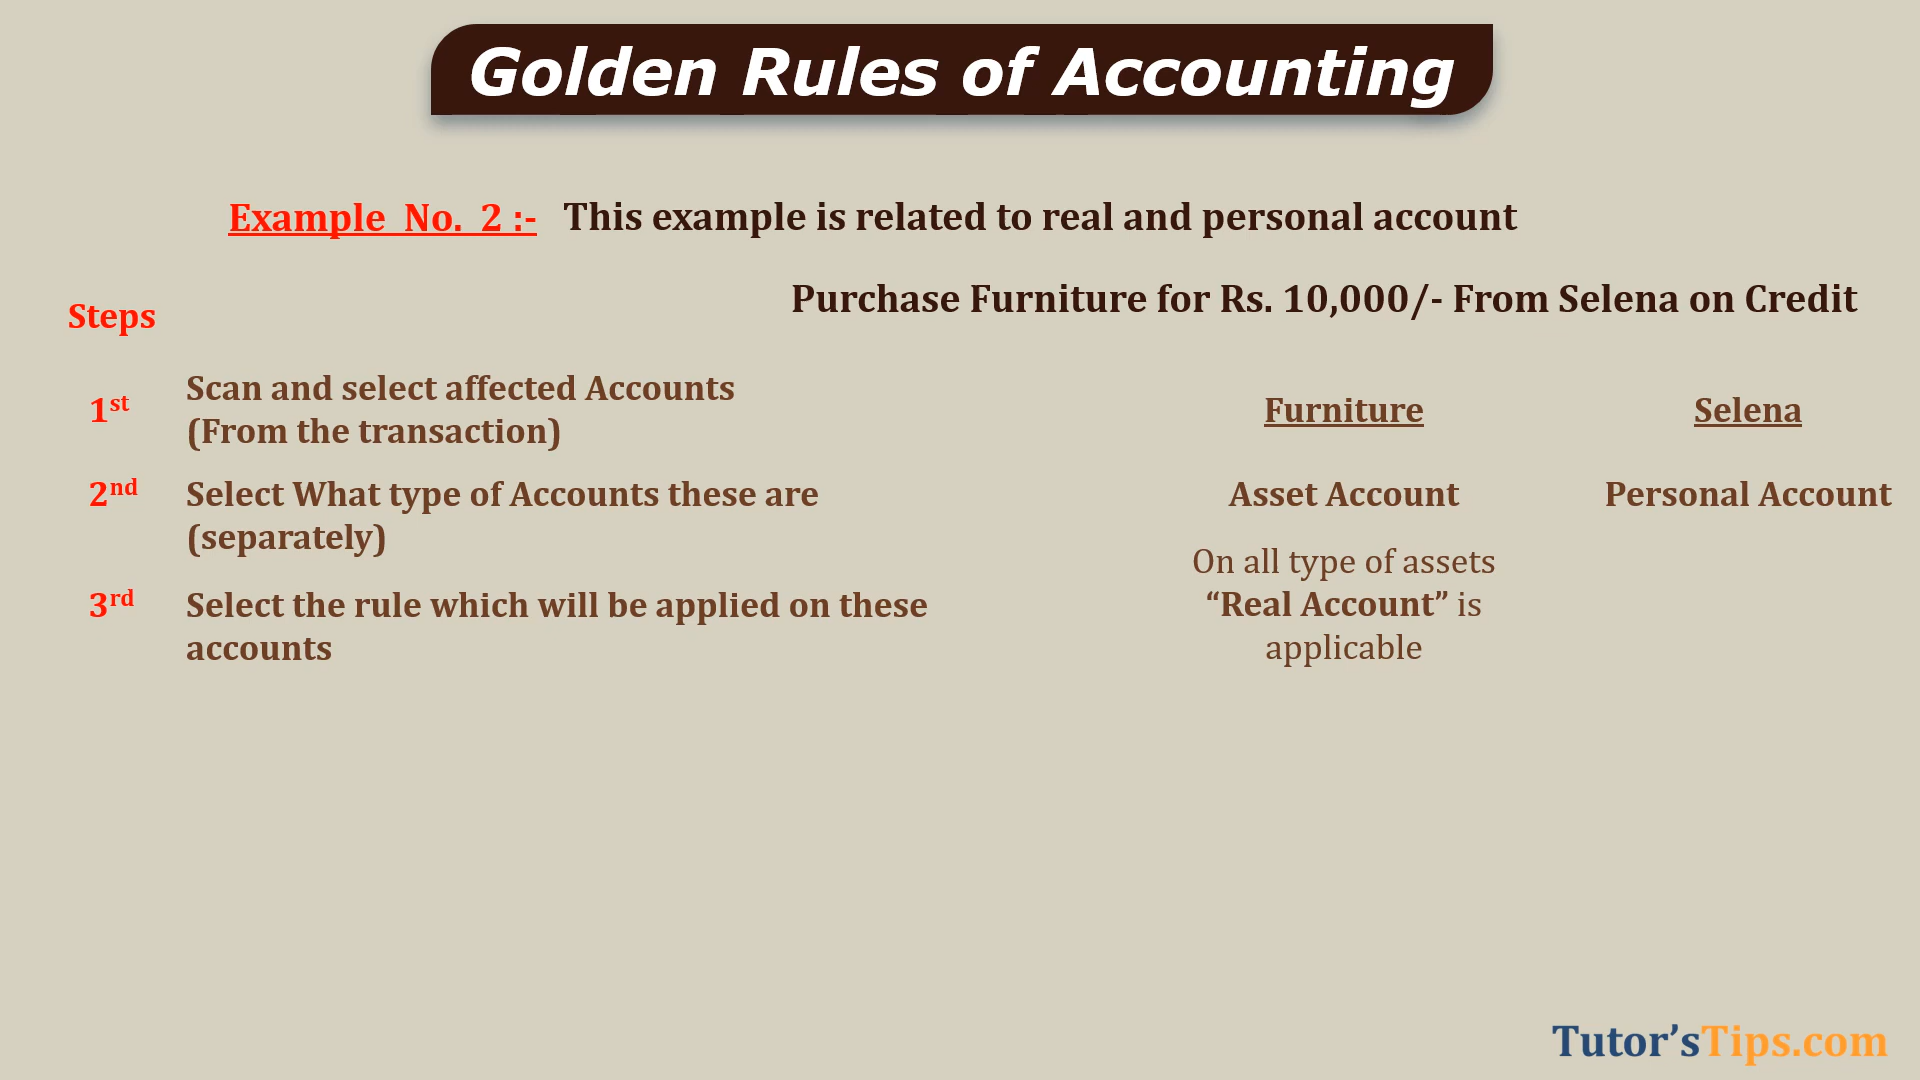 Golden Rules of Accounting
Example No. 2 :- This example is related to real and personal account
Purchase Furniture for Rs. 10,000/- From Selena on Credit
Steps
1st Scan and select affected Accounts
(From the transaction)
Furniture Selena
2nd Select What type of Accounts these are
(separately)
Asset Account Personal Account
3rd Select the rule which will be applied on these
accounts
On all type of assets
“Real Account” is
applicable
Tutor’sTips.com